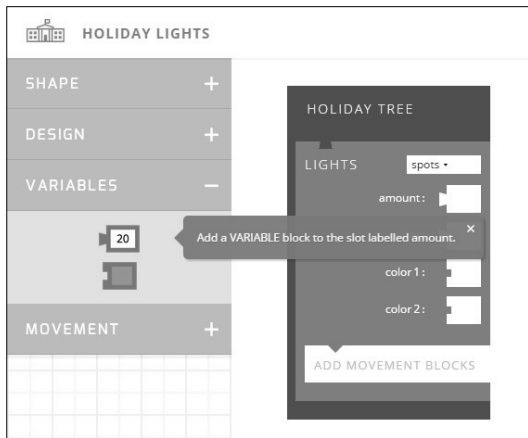 HOLIDAY LIGHTS
SHAPE +
DESIGN +
VARIABLES −
20
MOVEMENT +
HOLIDAY TREE
LIGHTS spots
amount:
Add a VARIABLE block to the slot labelled amount. ×
color 1:
color 2:
ADD MOVEMENT BLOCKS